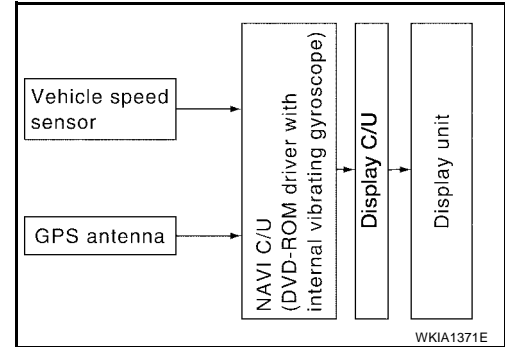 Vehicle speed
sensor
GPS antenna
NAVI C/U
(DVD-ROM driver with
internal vibrating gyroscope)
Display C/U
Display unit
WKIA1371E